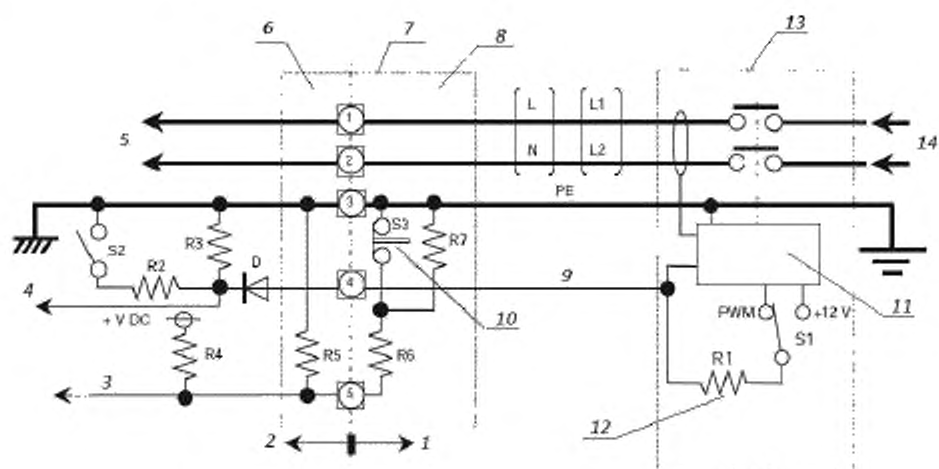 13
6
7
8
L
L1
1
5
14
N
L2
2
PE
3
S3
S2
R3
R7
R2
D
4
4
9
11
10
+ V DC
PWM
+12 V
S1
R4
R5
R6
R1
3
5
12
2
1